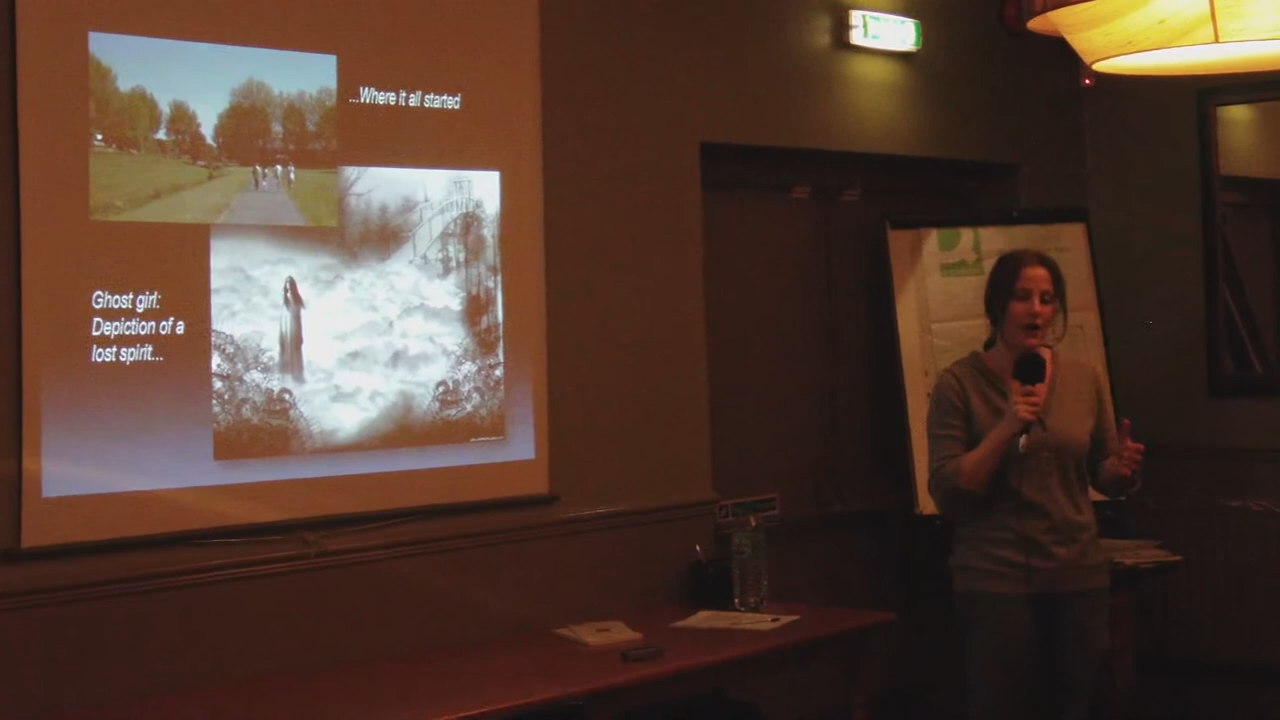 ...Where it all started
Ghost girl:
Depiction of a
lost spirit...